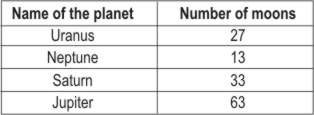 Name of the planet Number of moons
Uranus 27
Neptune 13
Saturn 33
Jupiter 63